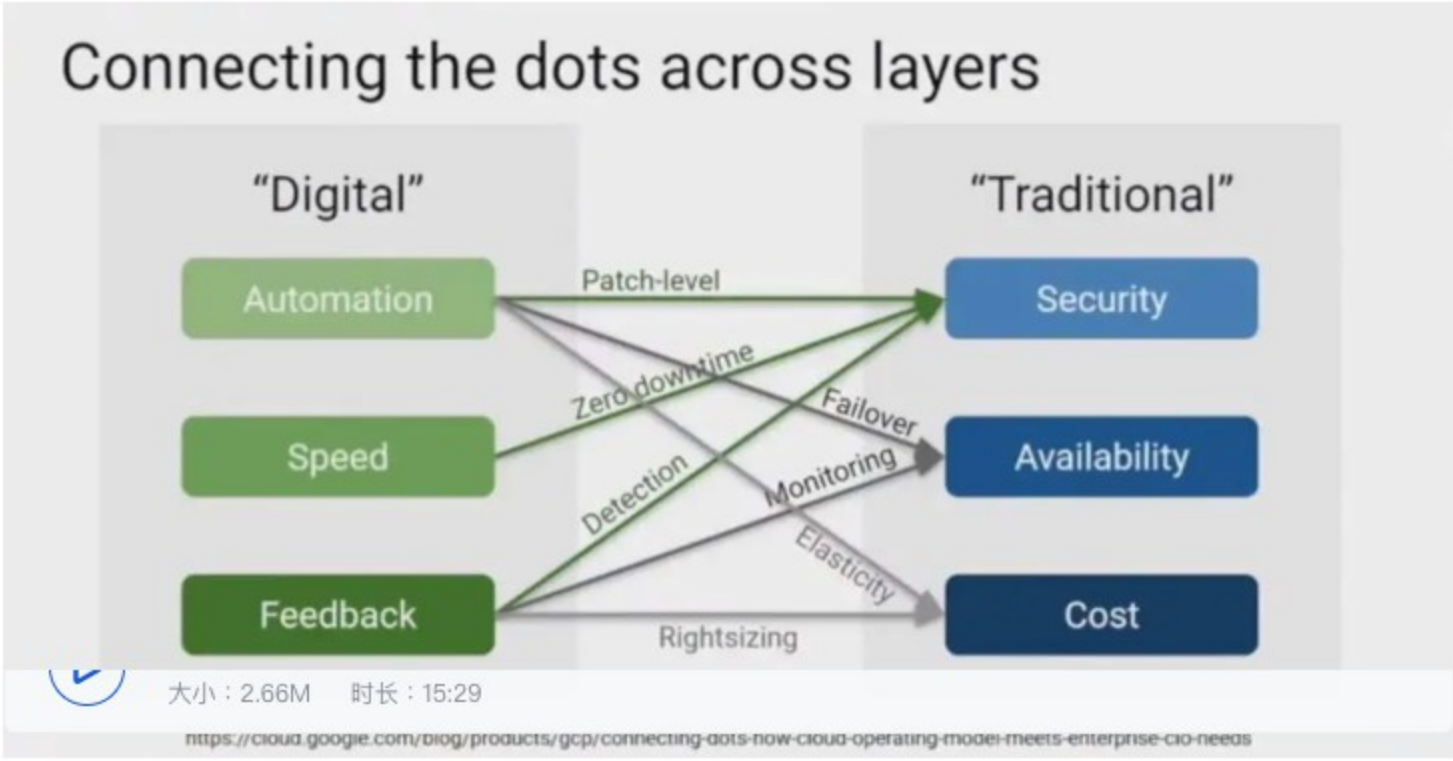 Connecting the dots across layers
“Digital”
“Traditional”
Automation
Patch-level
Security
Zero downtime
Failover
Speed
Availability
Detection
Monitoring
Elasticity
Feedback
Cost
Rightsizing
大小：2.66M 时长：15:29
https://cloud.google.com/blog/products/gcp/connecting-dots-how-cloud-operating-model-meets-enterprise-cio-needs